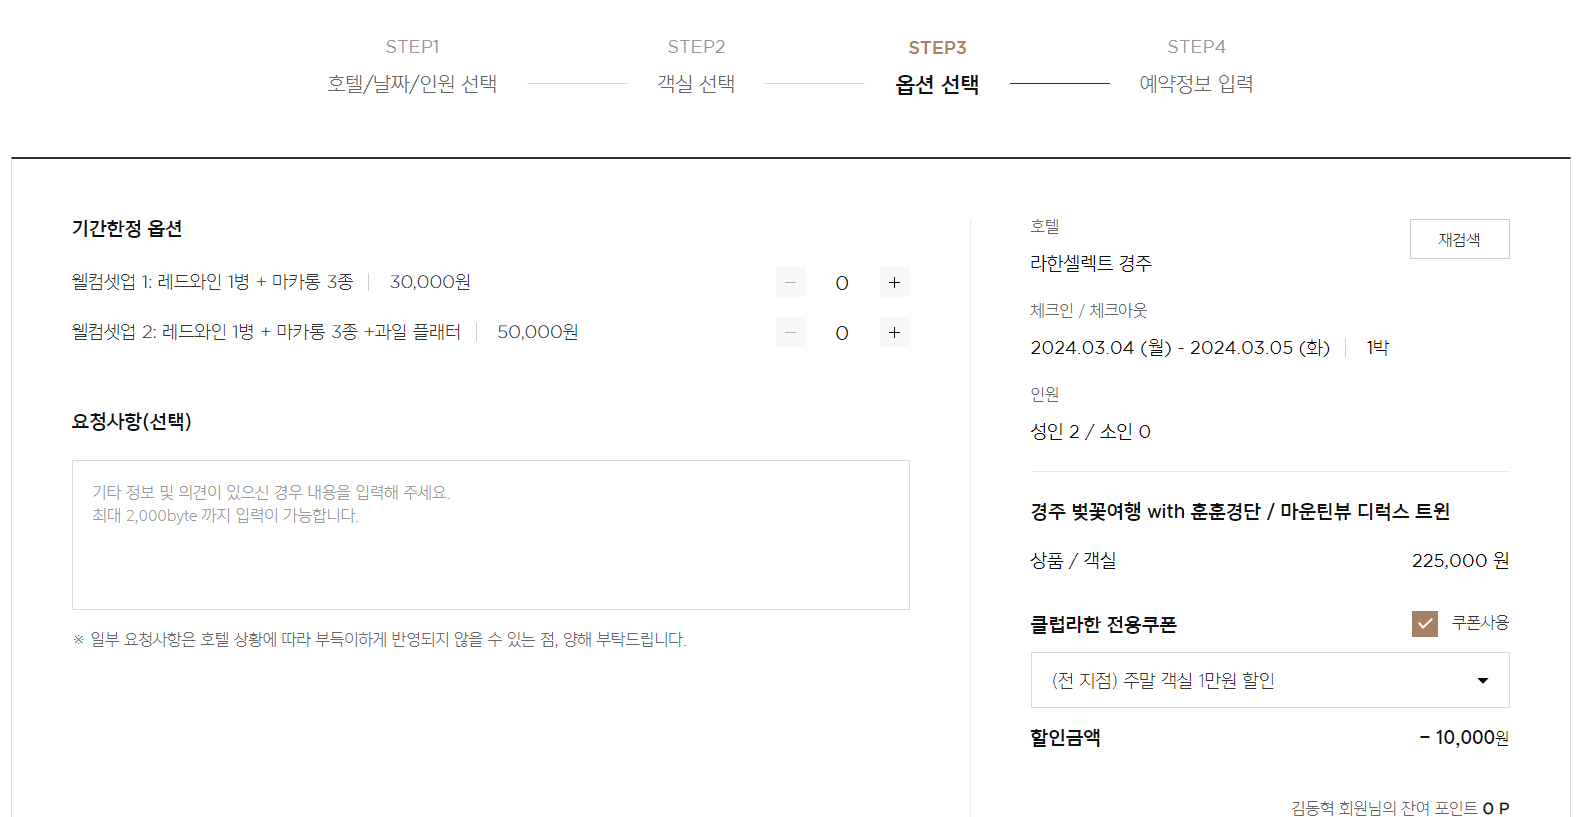 STEP1
호텔/날짜/인원 선택
STEP2
객실 선택
STEP3
옵션 선택
STEP4
예약정보 입력
기간한정 옵션
웰컴셋업 1: 레드와인 1병 + 마카롱 3종 | 30,000원
− 0 +
웰컴셋업 2: 레드와인 1병 + 마카롱 3종 +과일 플래터 | 50,000원
− 0 +
요청사항(선택)
기타 정보 및 의견이 있으신 경우 내용을 입력해 주세요.
최대 2,000byte 까지 입력이 가능합니다.
※ 일부 요청사항은 호텔 상황에 따라 부득이하게 반영되지 않을 수 있는 점, 양해 부탁드립니다.
호텔
재검색
라한셀렉트 경주
체크인 / 체크아웃
2024.03.04 (월) - 2024.03.05 (화) | 1박
인원
성인 2 / 소인 0
경주 벚꽃여행 with 훈훈경단 / 마운틴뷰 디럭스 트윈
상품 / 객실 225,000 원
클럽라한 전용쿠폰 쿠폰사용
(전 지점) 주말 객실 1만원 할인
할인금액 − 10,000원
김동혁 회원님의 잔여 포인트 0 P